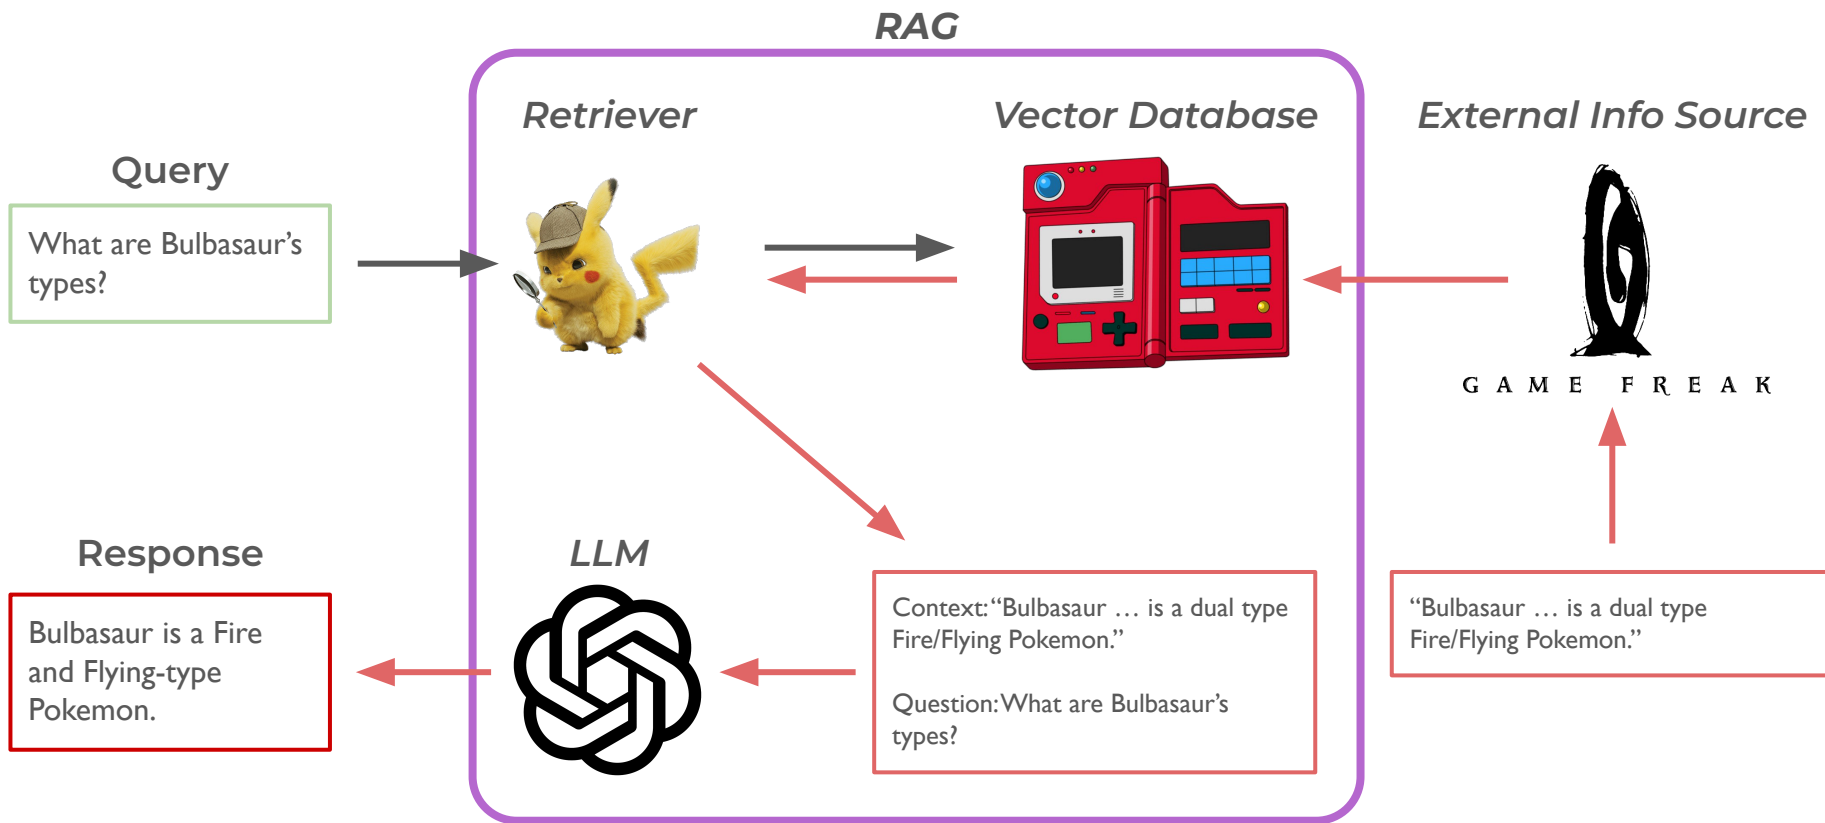 RAG
Retriever
Vector Database
External Info Source
Query
What are Bulbasaur’s
types?
GAME FREAK
Response
Bulbasaur is a Fire
and Flying-type
Pokemon.
LLM
Context: “Bulbasaur … is a dual type
Fire/Flying Pokemon.”
Question: What are Bulbasaur’s
types?
“Bulbasaur … is a dual type
Fire/Flying Pokemon.”